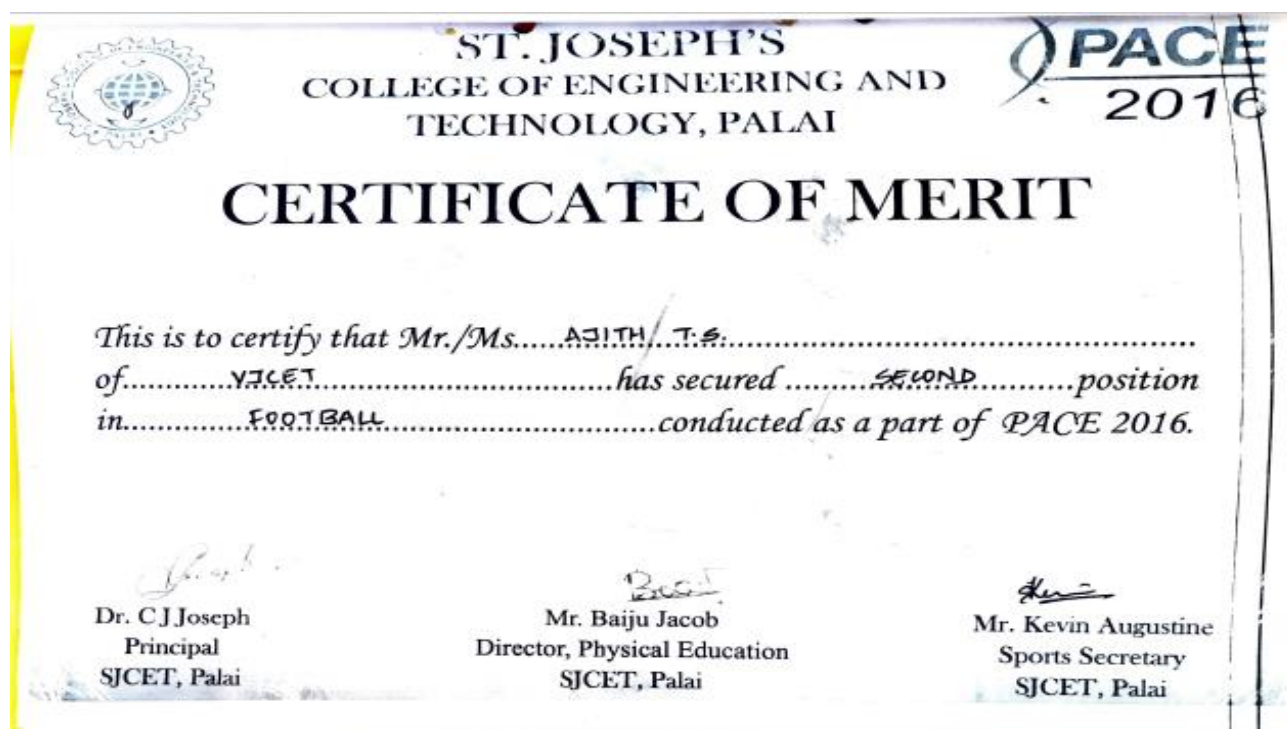 ST. JOSEPH'S
COLLEGE OF ENGINEERING AND
TECHNOLOGY, PALAI
PACE
2016
CERTIFICATE OF MERIT
This is to certify that Mr./Ms......AJITH T.S...........
of............VJCET...........has secured ..........SECOND............position
in............FOOTBALL...........conducted as a part of PACE 2016.
Dr. C J Joseph
Principal
SJCET, Palai
Mr. Baiju Jacob
Director, Physical Education
SJCET, Palai
Mr. Kevin Augustine
Sports Secretary
SJCET, Palai